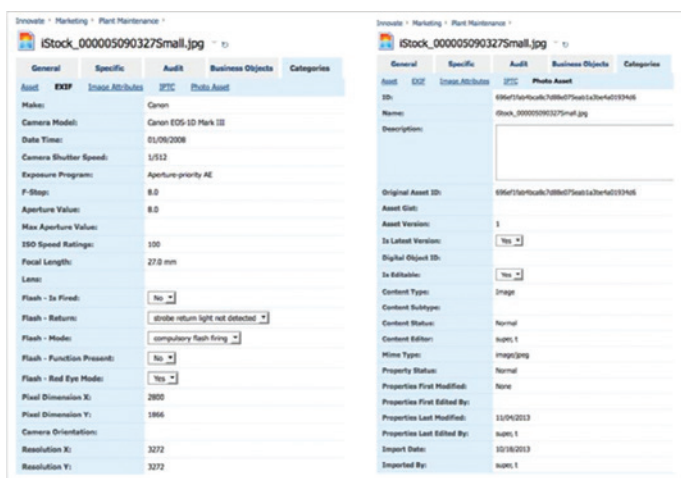 Innovate › Marketing › Plant Maintenance ›
iStock_000005090327Small.jpg
General Specific Audit Business Objects Categories
Asset EXIF Image Attributes IPTC Photo Asset
Make: Canon
Camera Model: Canon EOS-1D Mark III
Date Time: 01/09/2008
Camera Shutter Speed: 1/512
Exposure Program: Aperture-priority AE
F-Stop: 8.0
Aperture Value: 8.0
Max Aperture Value:
ISO Speed Ratings: 100
Focal Length: 27.0 mm
Lens:
Flash - Is Fired: No
Flash - Return: strobe return light not detected
Flash - Mode: compulsory flash firing
Flash - Function Present: No
Flash - Red Eye Mode: Yes
Pixel Dimension X: 2800
Pixel Dimension Y: 1866
Camera Orientation:
Resolution X: 3272
Resolution Y: 3272
Innovate › Marketing › Plant Maintenance ›
iStock_000005090327Small.jpg
General Specific Audit Business Objects Categories
Asset EXIF Image Attributes IPTC Photo Asset
ID:
Name: iStock_000005090327Small.jpg
Description:
Original Asset ID:
Asset Gist:
Asset Version: 1
Is Latest Version: Yes
Digital Object ID:
Is Editable: Yes
Content Type: Image
Content Subtype:
Content Status: Normal
Content Editor: super, t
Mime Type: image/jpeg
Property Status: Normal
Properties First Modified: None
Properties First Edited By:
Properties Last Modified: 11/04/2013
Properties Last Edited By: super, t
Import Date: 10/18/2013
Imported By: super, t